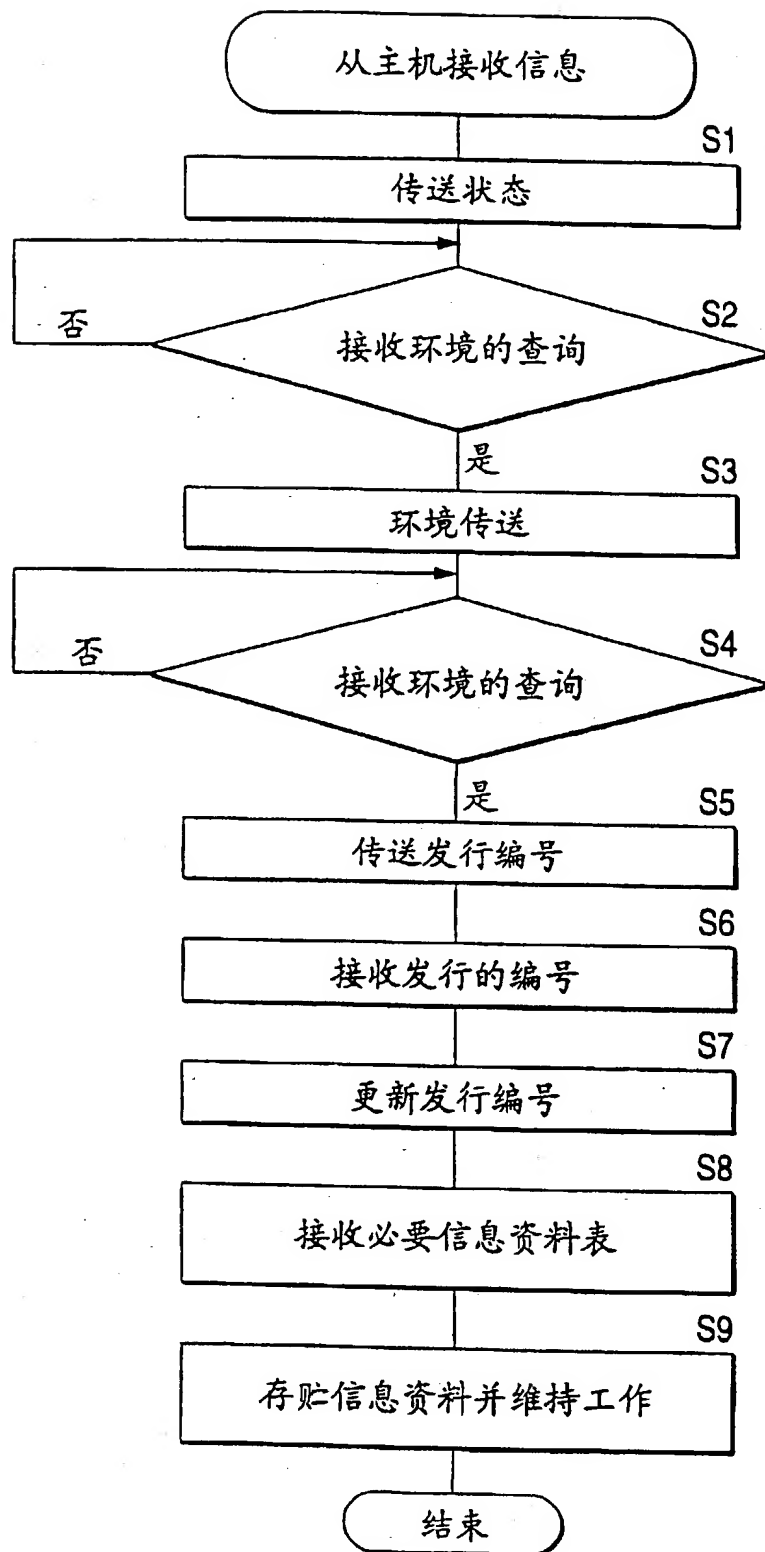 从主机接收信息
S1
传送状态
S2
否
接收环境的查询
是
S3
环境传送
S4
否
接收环境的查询
是
S5
传送发行编号
S6
接收发行的编号
S7
更新发行编号
S8
接收必要信息资料表
S9
存贮信息资料并维持工作
结束